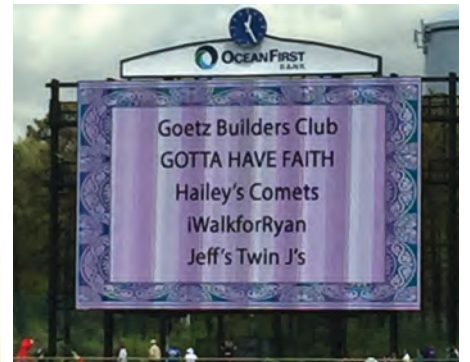 OCEANFIRST
BANK
Goetz Builders Club
GOTTA HAVE FAITH
Hailey's Comets
iWalkforRyan
Jeff's Twin J's